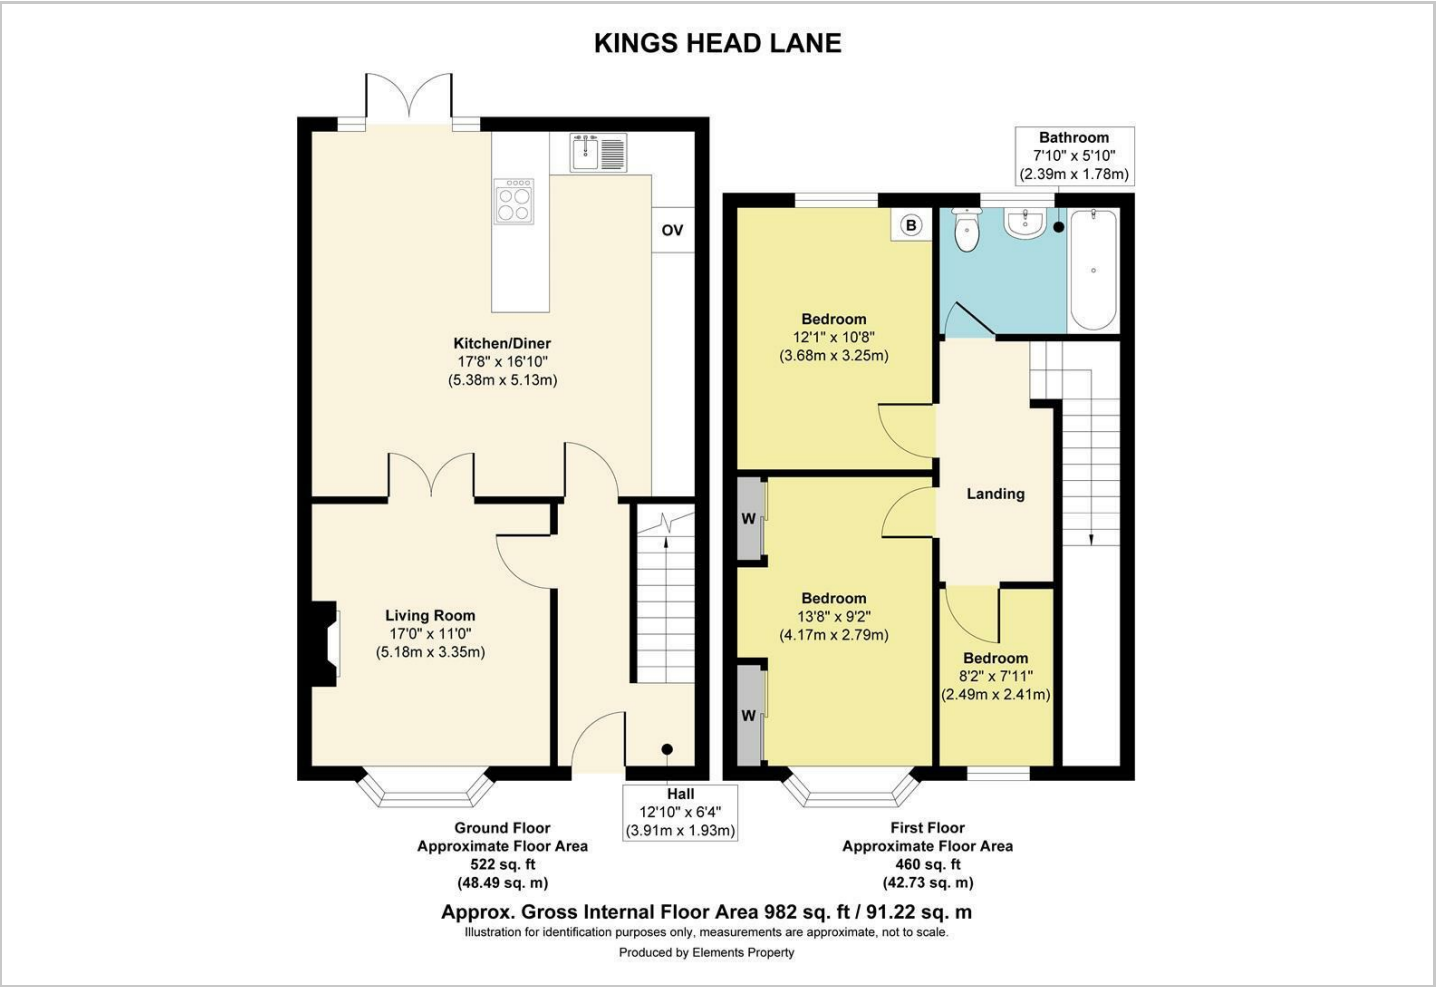 KINGS HEAD LANE
Bathroom
7'10" x 5'10"
(2.39m x 1.78m)
OV
B
Kitchen/Diner
17'8" x 16'10"
(5.38m x 5.13m)
Bedroom
12'1" x 10'8"
(3.68m x 3.25m)
Landing
W
Living Room
17'0" x 11'0"
(5.18m x 3.35m)
Bedroom
13'8" x 9'2"
(4.17m x 2.79m)
Bedroom
8'2" x 7'11"
(2.49m x 2.41m)
W
Hall
12'10" x 6'4"
(3.91m x 1.93m)
Ground Floor
Approximate Floor Area
522 sq. ft
(48.49 sq. m)
First Floor
Approximate Floor Area
460 sq. ft
(42.73 sq. m)
Approx. Gross Internal Floor Area 982 sq. ft / 91.22 sq. m
Illustration for identification purposes only, measurements are approximate, not to scale.
Produced by Elements Property